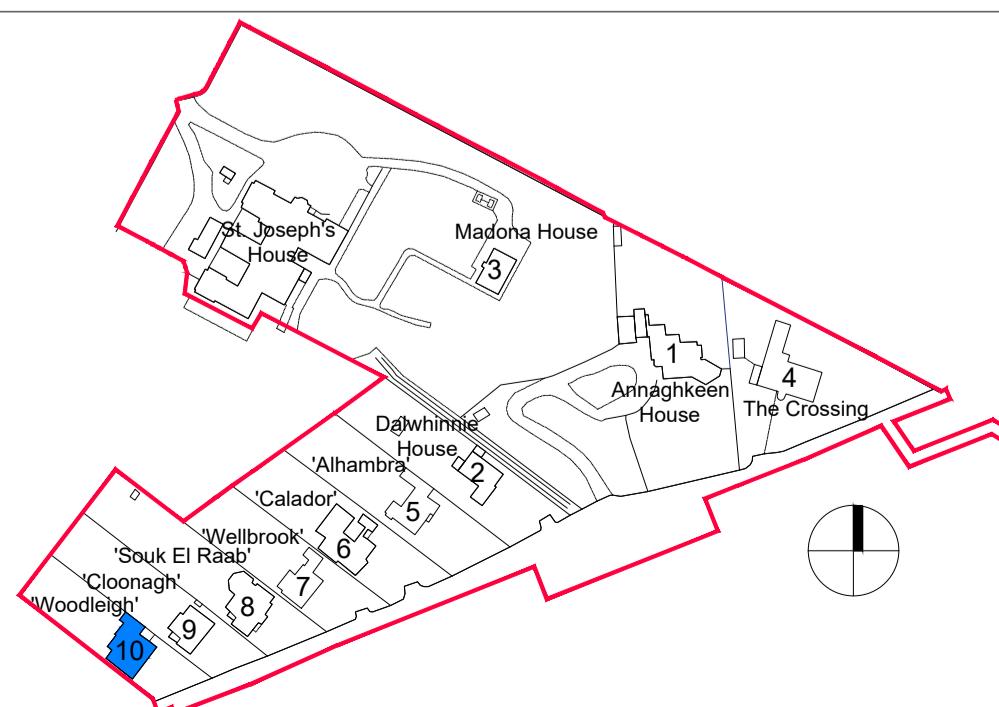 St. Joseph's
House
Madona House
3
1
Annaghkeen
House
4
The Crossing
Dalwhinnie
House
2
'Alhambra'
5
'Calador'
6
'Wellbrook'
7
'Souk El Raab'
8
'Cloonagh'
9
'Woodleigh'
10